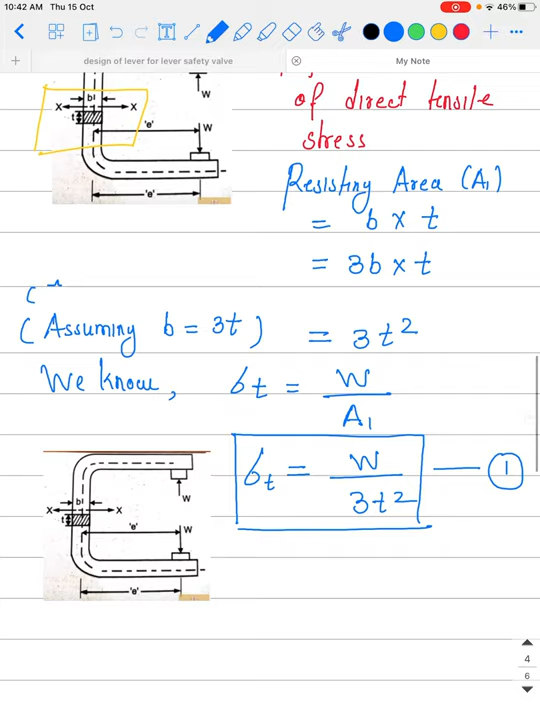 10:42 AM Thu 15 Oct
46%
design of lever for lever safety valve
My Note
of direct tensile
stress
Resisting Area (A₁)
= b × t
= 3b × t
(Assuming b = 3t) = 3t²
We know, σt = W / A₁
σt = W / 3t² — ①
b
W
X X
t
'e'
W
'e'
b
W
X X
t
'e'
W
'e'
4
6